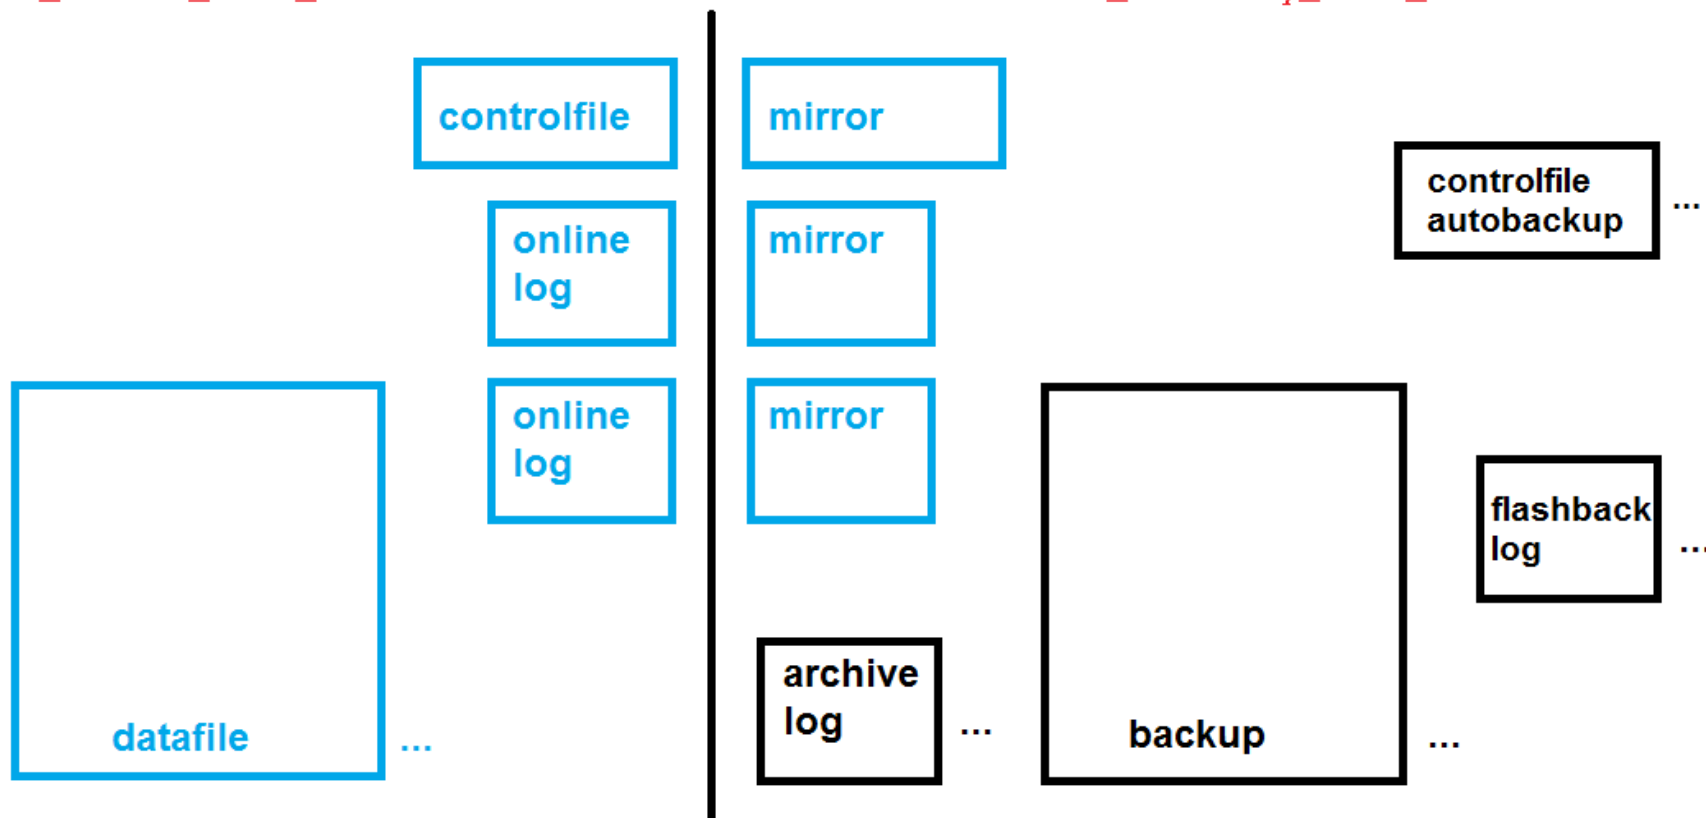 controlfile
mirror
controlfile
autobackup
...
online
log
mirror
online
log
mirror
flashback
log
...
archive
log
...
datafile
...
backup
...